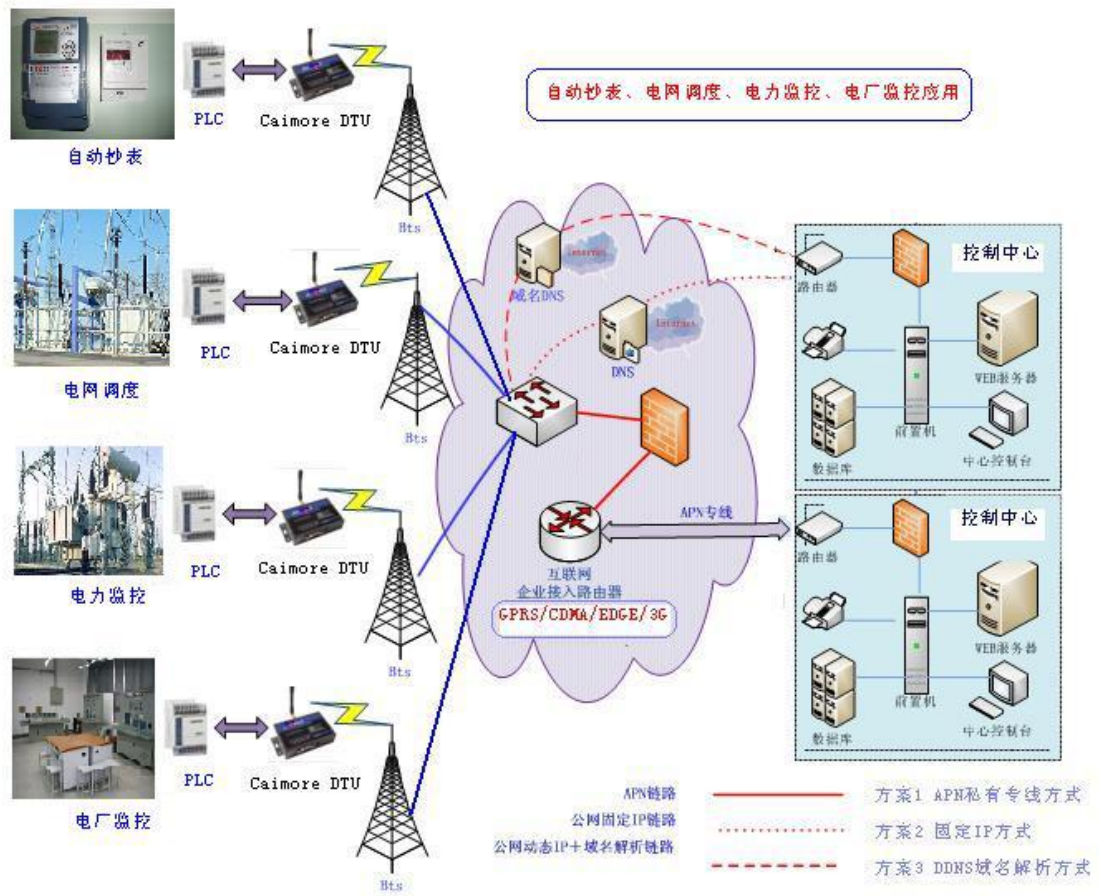 自动抄表、电网调度、电力监控、电厂监控应用
PLC
Caimore DTU
自动抄表
Bts
PLC
Caimore DTU
电网调度
Bts
PLC
Caimore DTU
电力监控
Bts
PLC
Caimore DTU
电厂监控
Bts
Internet
域名DNS
Internet
DNS
APN专线
互联网
企业接入路由器
GPRS/CDMA/EDGE/3G
控制中心
路由器
WEB服务器
前置机
数据库
中心控制台
控制中心
路由器
WEB服务器
前置机
数据库
中心控制台
APN链路
方案1 APN私有专线方式
公网固定IP链路
方案2 固定IP方式
公网动态IP+域名解析链路
方案3 DDNS域名解析方式